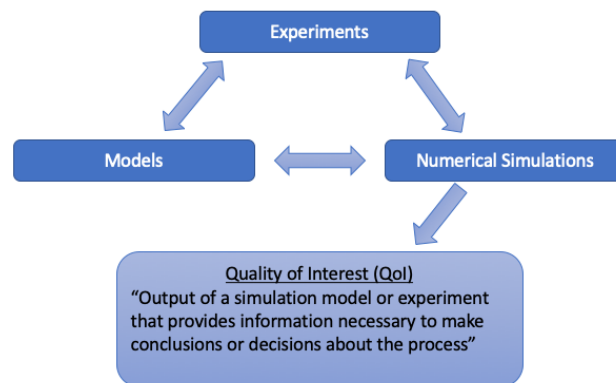 Experiments
Models
Numerical Simulations
Quality of Interest (QoI)
“Output of a simulation model or experiment
that provides information necessary to make
conclusions or decisions about the process”